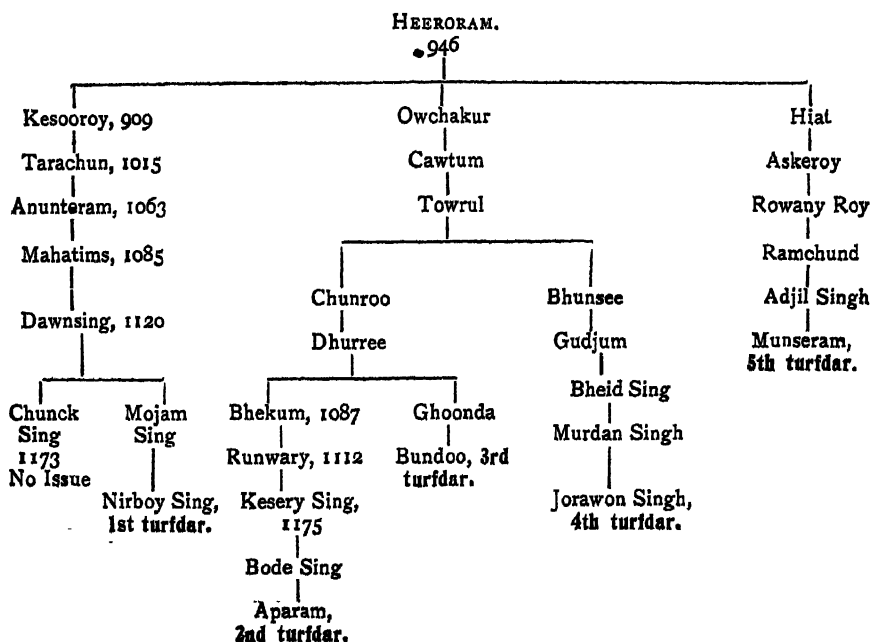 HEERORAM.
946
Kesooroy, 909
Owchakur
Hiat
Tarachun, 1015
Cawtum
Askeroy
Anunteram, 1063
Towrul
Rowany Roy
Mahatims, 1085
Ramchund
Chunroo
Bhunsee
Adjil Singh
Dawnsing, 1120
Dhurree
Gudjum
Munseram,
5th turfdar.
Bheid Sing
Chunck
Sing
1173
No Issue
Mojam
Sing
Bhekum, 1087
Ghoonda
Murdan Singh
Runwary, 1112
Bundoo, 3rd
turfdar.
Nirboy Sing,
1st turfdar.
Kesery Sing,
1175
Jorawon Singh,
4th turfdar.
Bode Sing
Aparam,
2nd turfdar.